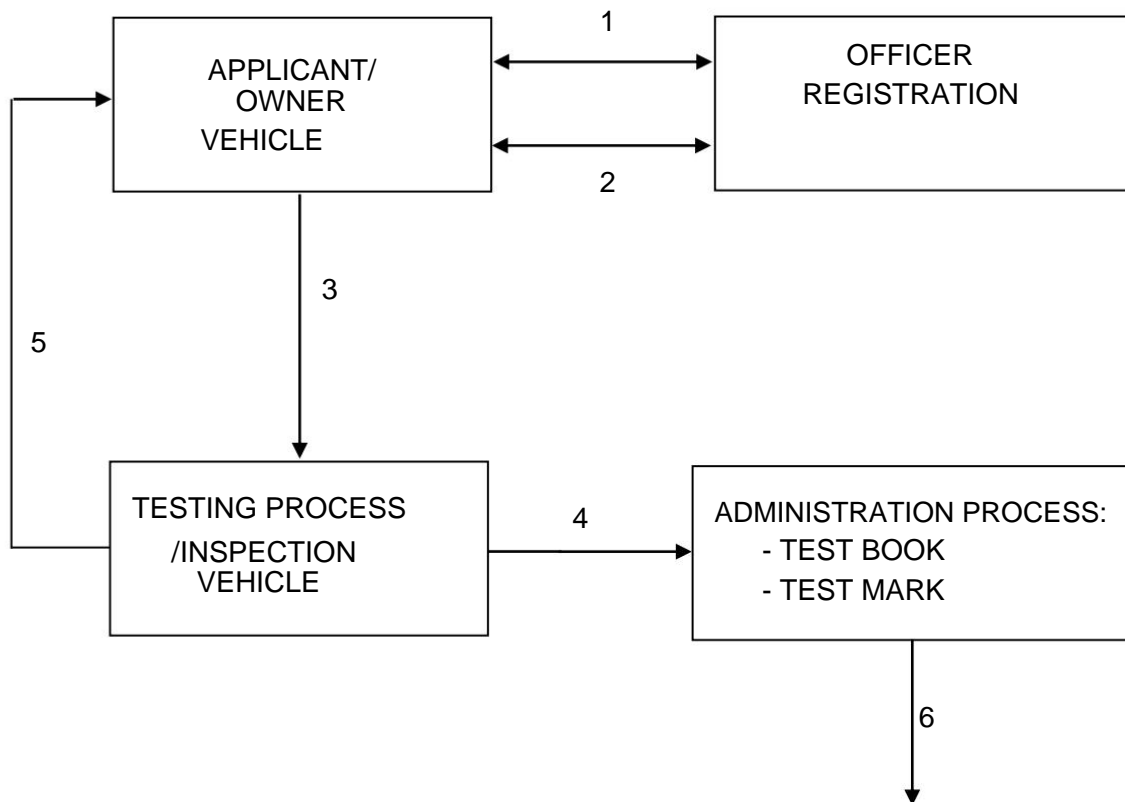 1
APPLICANT/
OWNER
VEHICLE
OFFICER
REGISTRATION
2
3
5
TESTING PROCESS
/INSPECTION
VEHICLE
4
ADMINISTRATION PROCESS:
- TEST BOOK
- TEST MARK
6